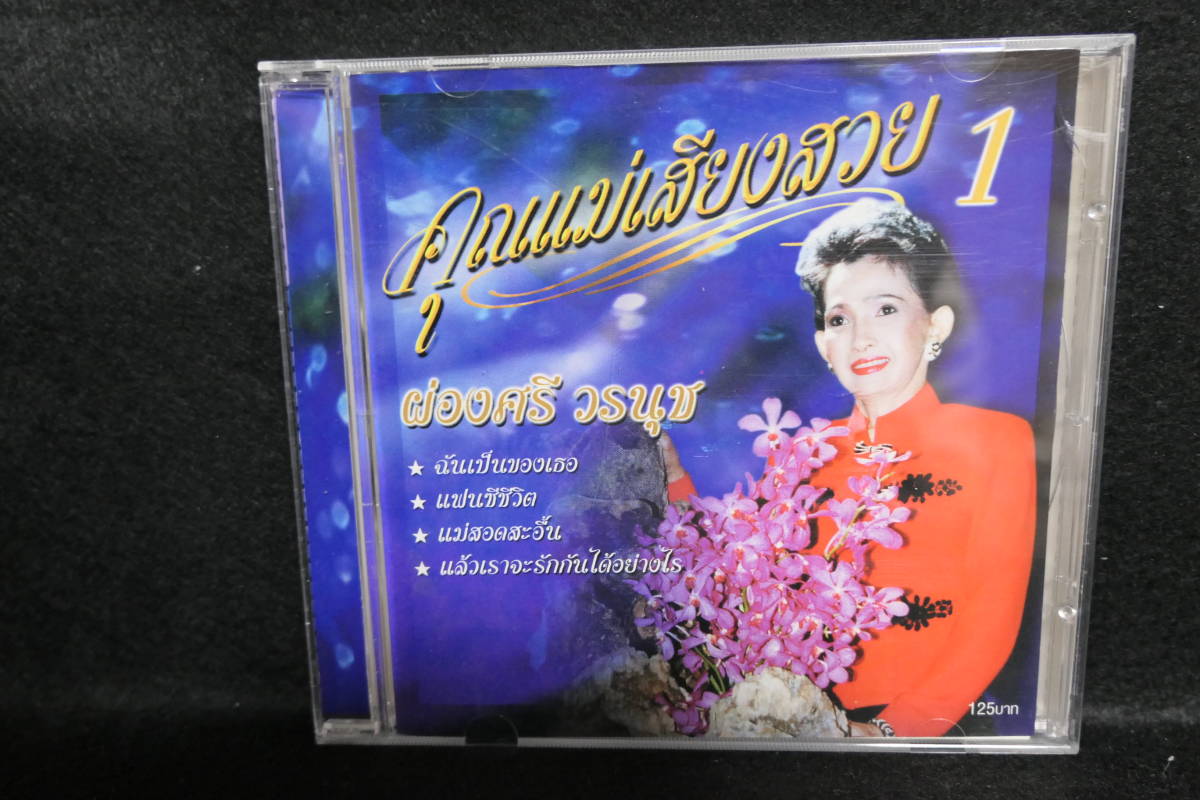 คุณแม่เสียงสวย 1
ผ่องศรี วรนุช
★ ฉันเป็นของเธอ
★ แฟนชีชีวิต
★ แม่สอดสะอื้น
★ แล้วเราจะรักกันได้อย่างไร
125บาท